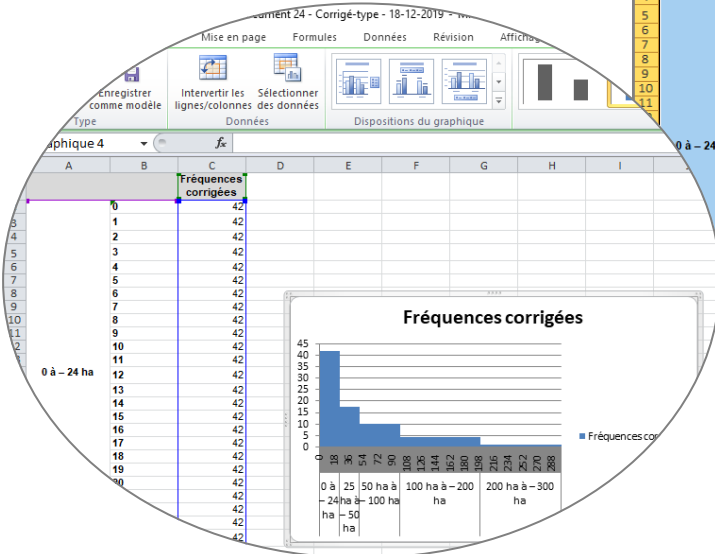 ument 24 - Corrigé-type - 18-12-2019
Mise en page Formules Données Révision Affichag
5
6
7
8
9
10
11
Enregistrer comme modèle
Intervertir les lignes/colonnes
Sélectionner des données
Type Données Dispositions du graphique
aphique 4 fx
0 à – 24
A B C D E F G H I
Fréquences
corrigées
0 42
3 1 42
4 2 42
5 3 42
6 4 42
7 5 42
8 6 42
9 7 42
10 8 42
11 9 42
2 10 42
11 42
0 à – 24 ha 12 42
13 42
14 42
15 42
16 42
17 42
18 42
19 42
20 42
42
42
42
42
Fréquences corrigées
45
40
35
30
25
20
15
10
5
0
0 18 36 54 72 90 108 126 144 162 180 198 216 234 252 270 288
0 à – 24 ha
25 ha à – 50 ha
50 ha à – 100 ha
100 ha à – 200 ha
200 ha à – 300 ha
Fréquences cor